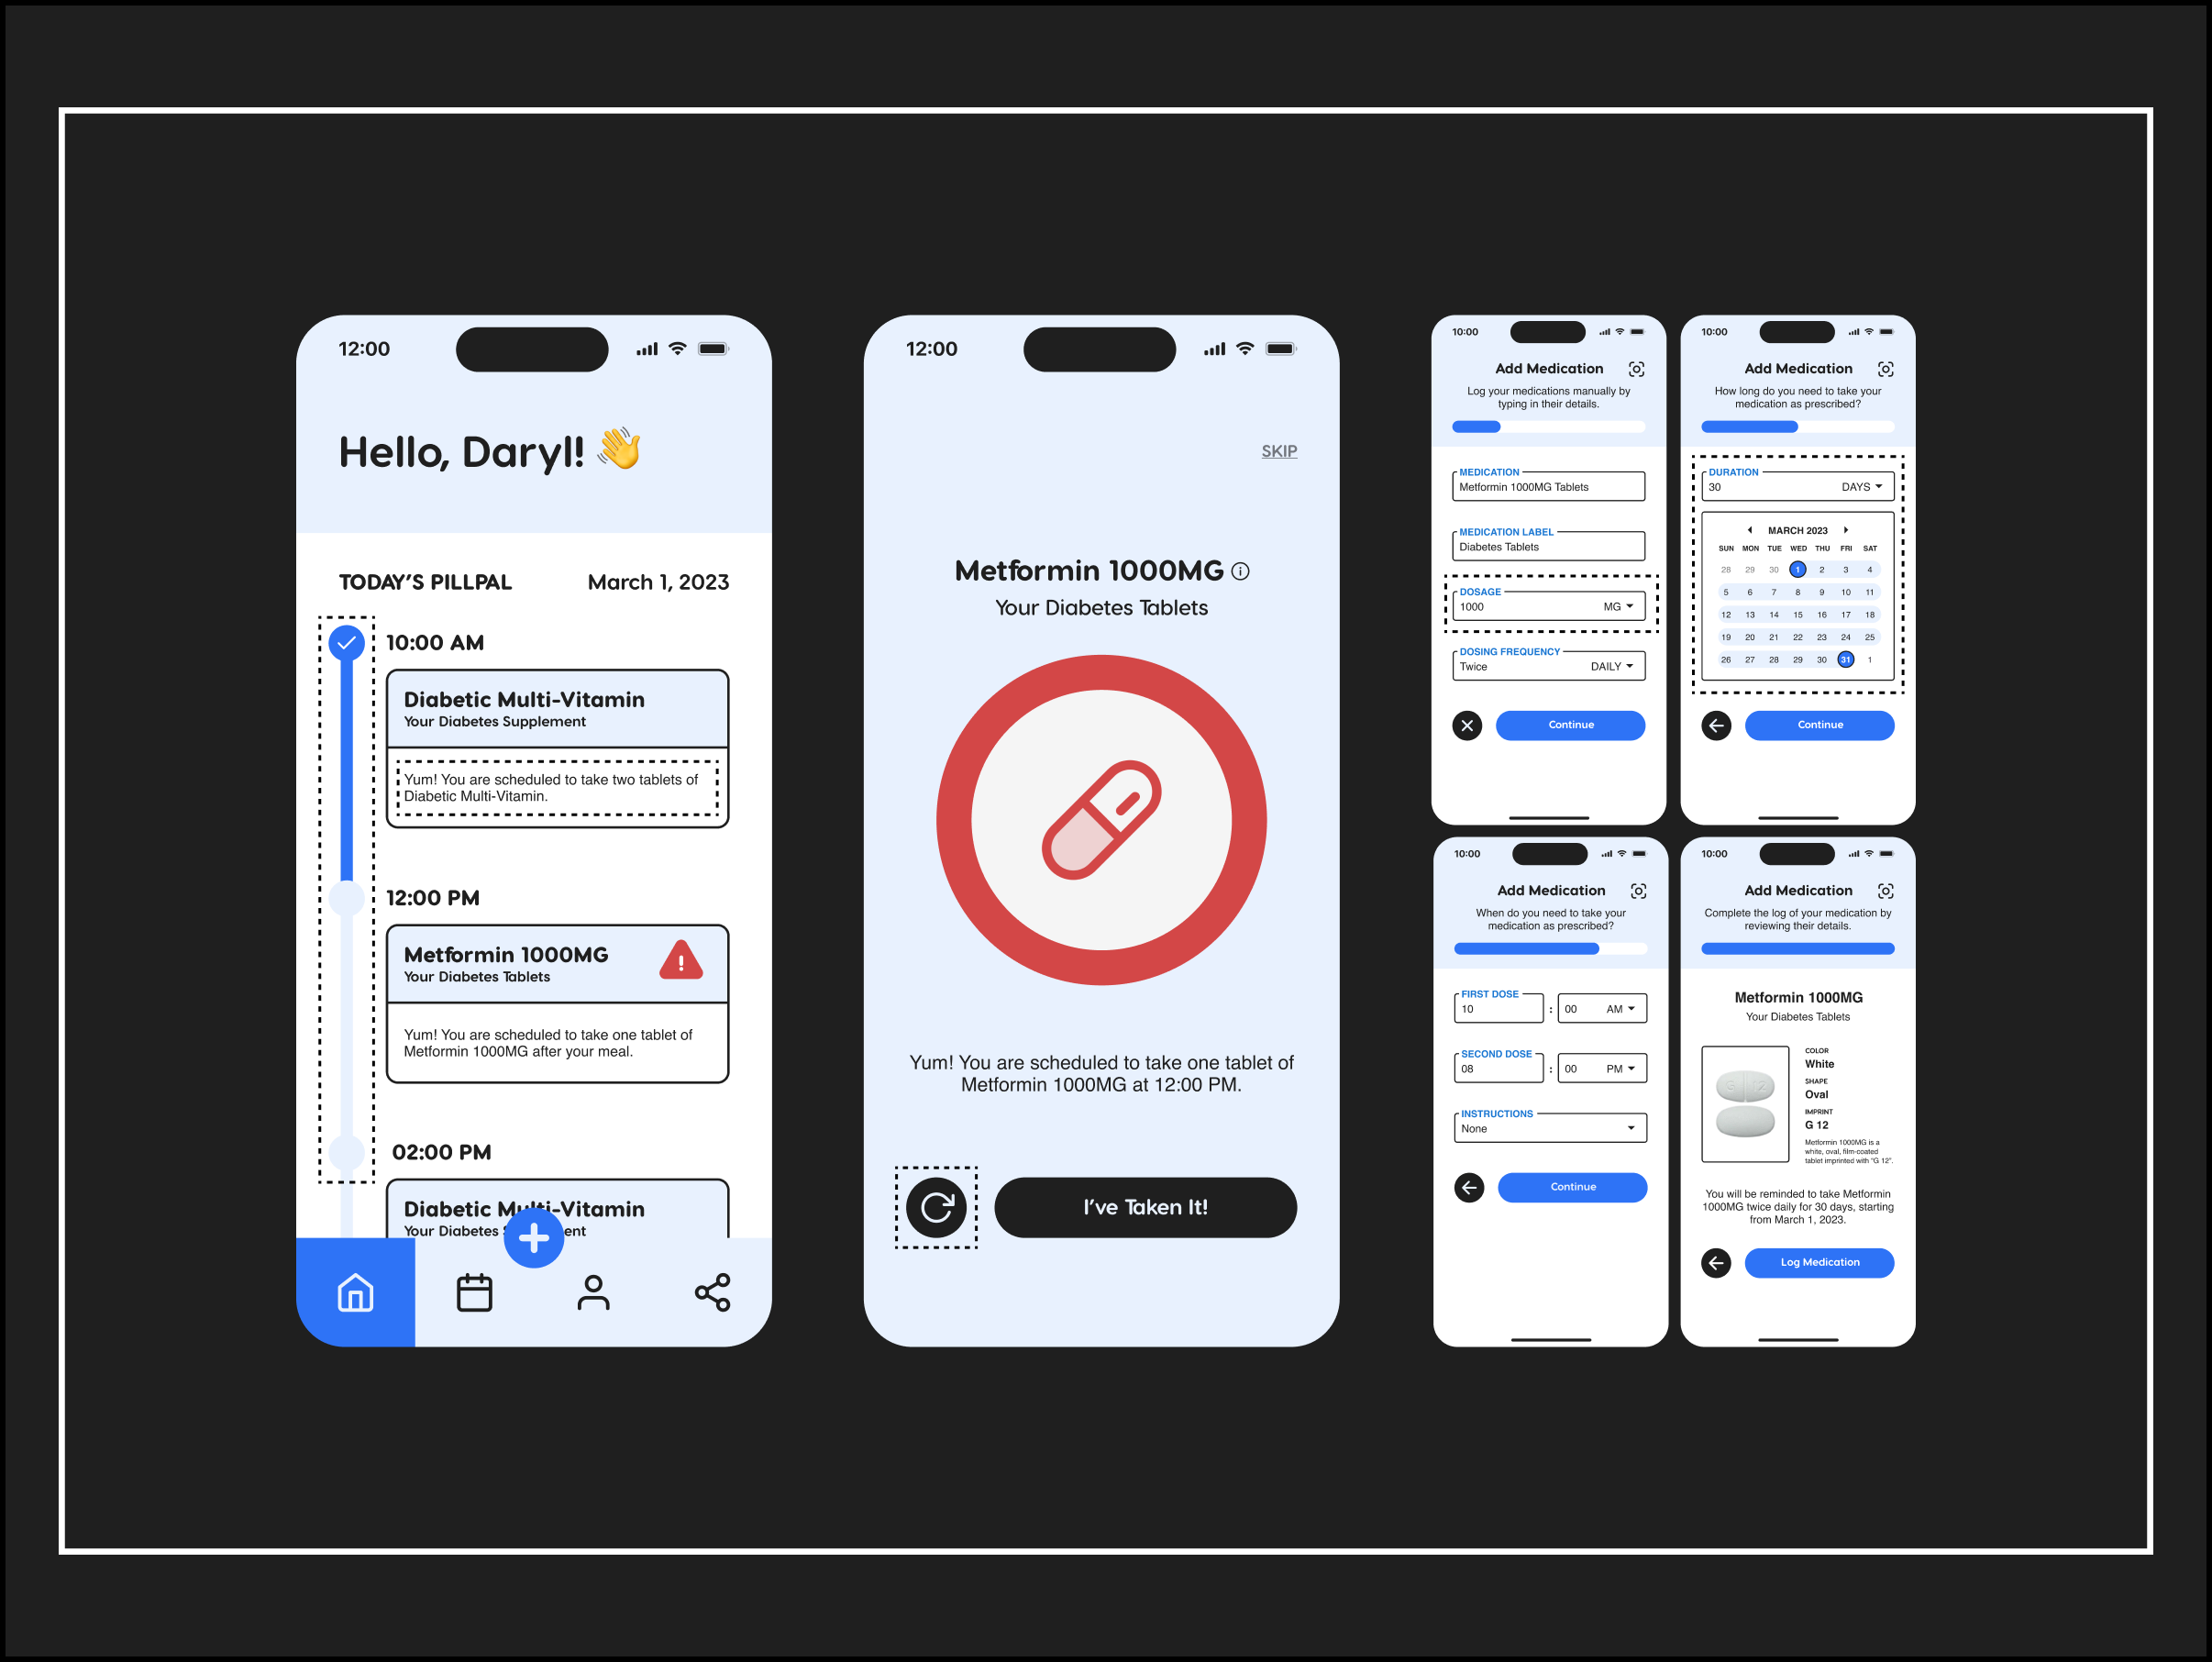 12:00
Hello, Daryl! 👋
TODAY'S PILLPAL
March 1, 2023
10:00 AM
Diabetic Multi-Vitamin
Your Diabetes Supplement
Yum! You are scheduled to take two tablets of
Diabetic Multi-Vitamin.
12:00 PM
Metformin 1000MG
Your Diabetes Tablets
Yum! You are scheduled to take one tablet of
Metformin 1000MG after your meal.
02:00 PM
Diabetic Multi-Vitamin
Your Diabetes ent
12:00
SKIP
Metformin 1000MG
Your Diabetes Tablets
Yum! You are scheduled to take one tablet of
Metformin 1000MG at 12:00 PM.
I've Taken It!
10:00
Add Medication
Log your medications manually by
typing in their details.
MEDICATION
Metformin 1000MG Tablets
MEDICATION LABEL
Diabetes Tablets
DOSAGE
1000 MG
DOSING FREQUENCY
Twice DAILY
Continue
10:00
Add Medication
How long do you need to take your
medication as prescribed?
DURATION
30 DAYS
MARCH 2023
SUN MON TUE WED THU FRI SAT
28 29 30 1 2 3 4
5 6 7 8 9 10 11
12 13 14 15 16 17 18
19 20 21 22 23 24 25
26 27 28 29 30 31 1
Continue
10:00
Add Medication
When do you need to take your
medication as prescribed?
FIRST DOSE
10 : 00 AM
SECOND DOSE
08 : 00 PM
INSTRUCTIONS
None
Continue
10:00
Add Medication
Complete the log of your medication by
reviewing their details.
Metformin 1000MG
Your Diabetes Tablets
G 12
COLOR
White
SHAPE
Oval
IMPRINT
G 12
Metformin 1000MG is a
white, oval, film-coated
tablet imprinted with "G 12".
You will be reminded to take Metformin
1000MG twice daily for 30 days, starting
from March 1, 2023.
Log Medication